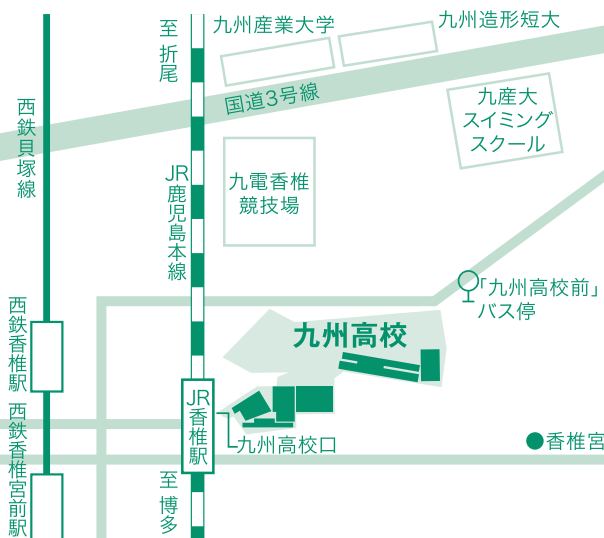 至 折尾
九州産業大学
九州造形短大
国道3号線
九産大
スイミング
スクール
西鉄貝塚線
JR鹿児島本線
九電香椎
競技場
「九州高校前」
バス停
西鉄香椎駅
九州高校
JR香椎駅
九州高校口
香椎宮
西鉄香椎宮前駅
至 博多